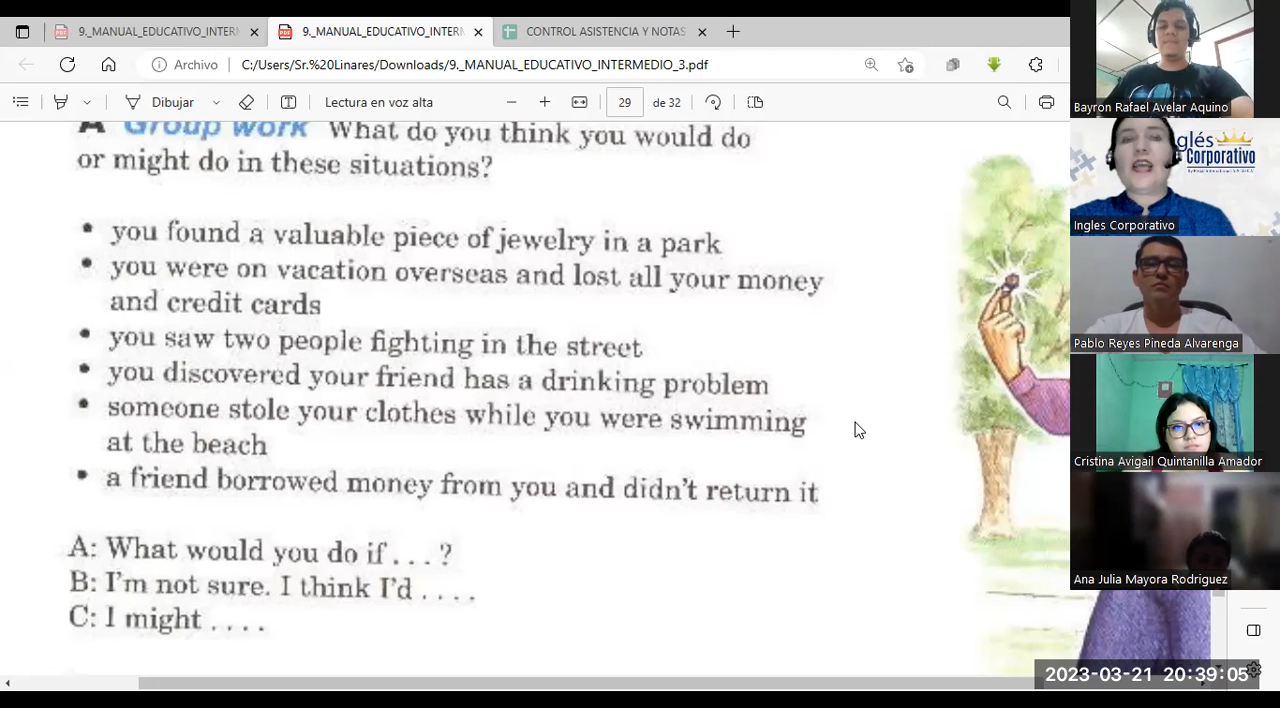 9._MANUAL_EDUCATIVO_INTERM
9._MANUAL_EDUCATIVO_INTERM
CONTROL ASISTENCIA Y NOTAS
Archivo
C:/Users/Sr.%20Linares/Downloads/9._MANUAL_EDUCATIVO_INTERMEDIO_3.pdf
Dibujar
Lectura en voz alta
29
de 32
A Group work What do you think you would do
or might do in these situations?
• you found a valuable piece of jewelry in a park
• you were on vacation overseas and lost all your money
and credit cards
• you saw two people fighting in the street
• you discovered your friend has a drinking problem
• someone stole your clothes while you were swimming
at the beach
• a friend borrowed money from you and didn't return it
A: What would you do if . . . ?
B: I'm not sure. I think I'd . . . .
C: I might . . . .
Bayron Rafael Avelar Aquino
glés
Corporativo
Ingles Corporativo
Pablo Reyes Pineda Alvarenga
Cristina Avigail Quintanilla Amador
Ana Julia Mayora Rodriguez
2023-03-21 20:39:05